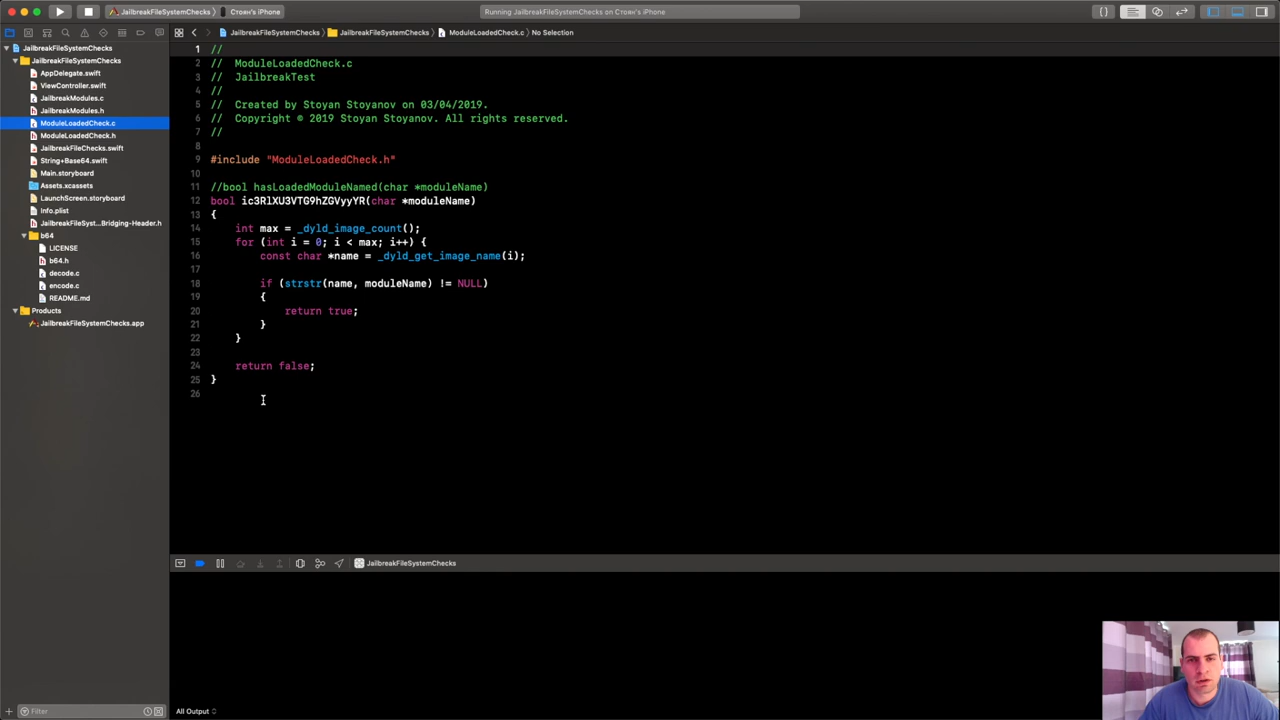 JailbreakFileSystemChecks 〉 Стоян's iPhone
Running JailbreakFileSystemChecks on Стоян's iPhone
JailbreakFileSystemChecks 〉 JailbreakFileSystemChecks 〉 ModuleLoadedCheck.c 〉 No Selection
JailbreakFileSystemChecks
JailbreakFileSystemChecks
AppDelegate.swift
ViewController.swift
JailbreakModules.c
JailbreakModules.h
ModuleLoadedCheck.c
ModuleLoadedCheck.h
JailbreakFileChecks.swift
String+Base64.swift
Main.storyboard
Assets.xcassets
LaunchScreen.storyboard
Info.plist
JailbreakFileSyst...Bridging-Header.h
b64
LICENSE
b64.h
decode.c
encode.c
README.md
Products
JailbreakFileSystemChecks.app
Filter
1 //
2 // ModuleLoadedCheck.c
3 // JailbreakTest
4 //
5 // Created by Stoyan Stoyanov on 03/04/2019.
6 // Copyright © 2019 Stoyan Stoyanov. All rights reserved.
7 //
8
9 #include "ModuleLoadedCheck.h"
10
11 //bool hasLoadedModuleNamed(char *moduleName)
12 bool ic3RlXU3VTG9hZGVyyYR(char *moduleName)
13 {
14 int max = _dyld_image_count();
15 for (int i = 0; i < max; i++) {
16 const char *name = _dyld_get_image_name(i);
17
18 if (strstr(name, moduleName) != NULL)
19 {
20 return true;
21 }
22 }
23
24 return false;
25 }
26
JailbreakFileSystemChecks
All Output